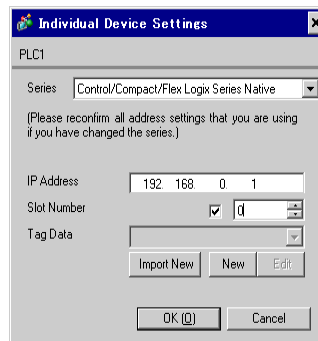 Individual Device Settings
PLC1
Series Control/Compact/Flex Logix Series Native
(Please reconfirm all address settings that you are using
if you have changed the series.)
IP Address 192. 168. 0. 1
Slot Number 0
Tag Data
Import New New Edit
OK (O) Cancel